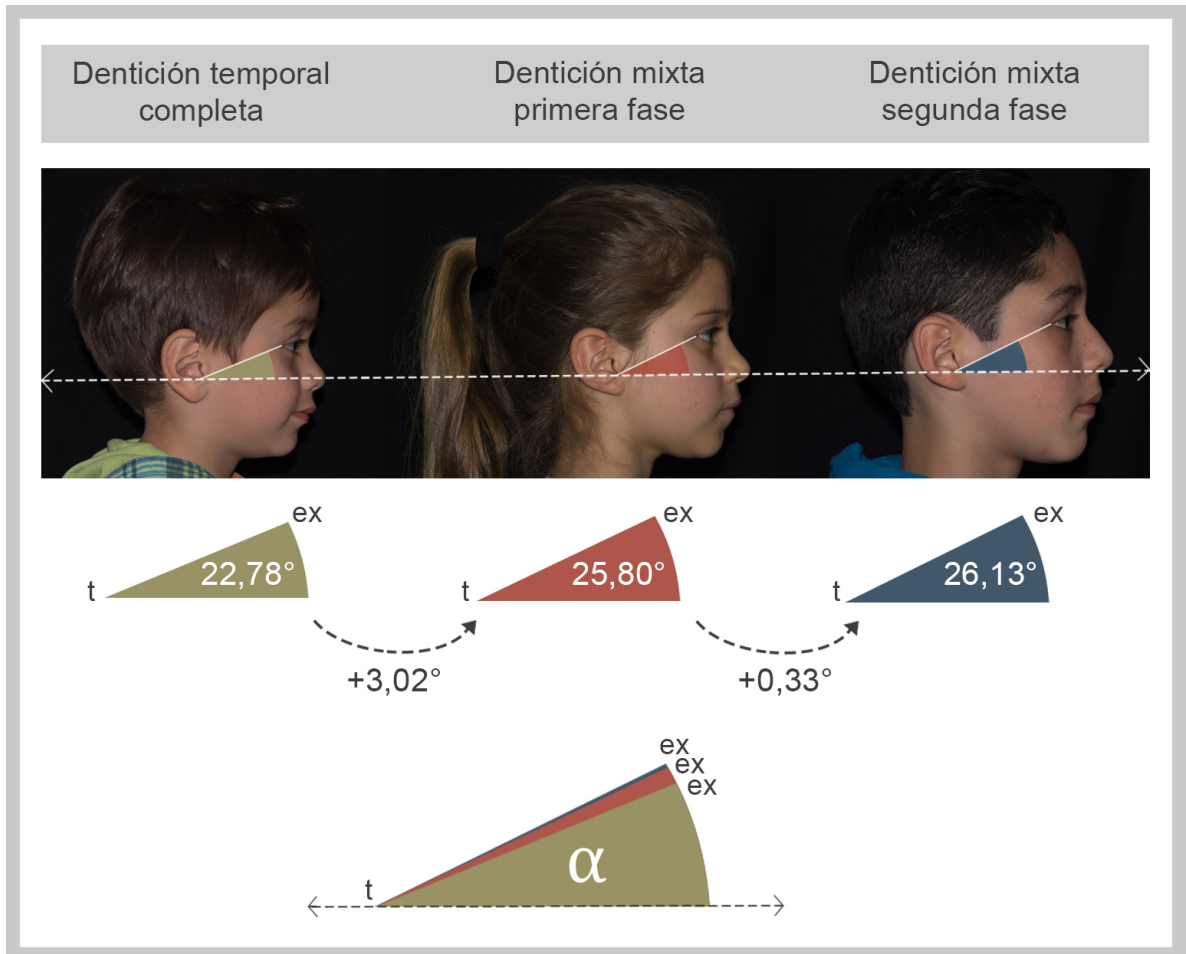 Dentición temporal
completa
Dentición mixta
primera fase
Dentición mixta
segunda fase
ex
22,78°
t
ex
25,80°
t
ex
26,13°
t
+3,02°
+0,33°
ex
ex
ex
α
t